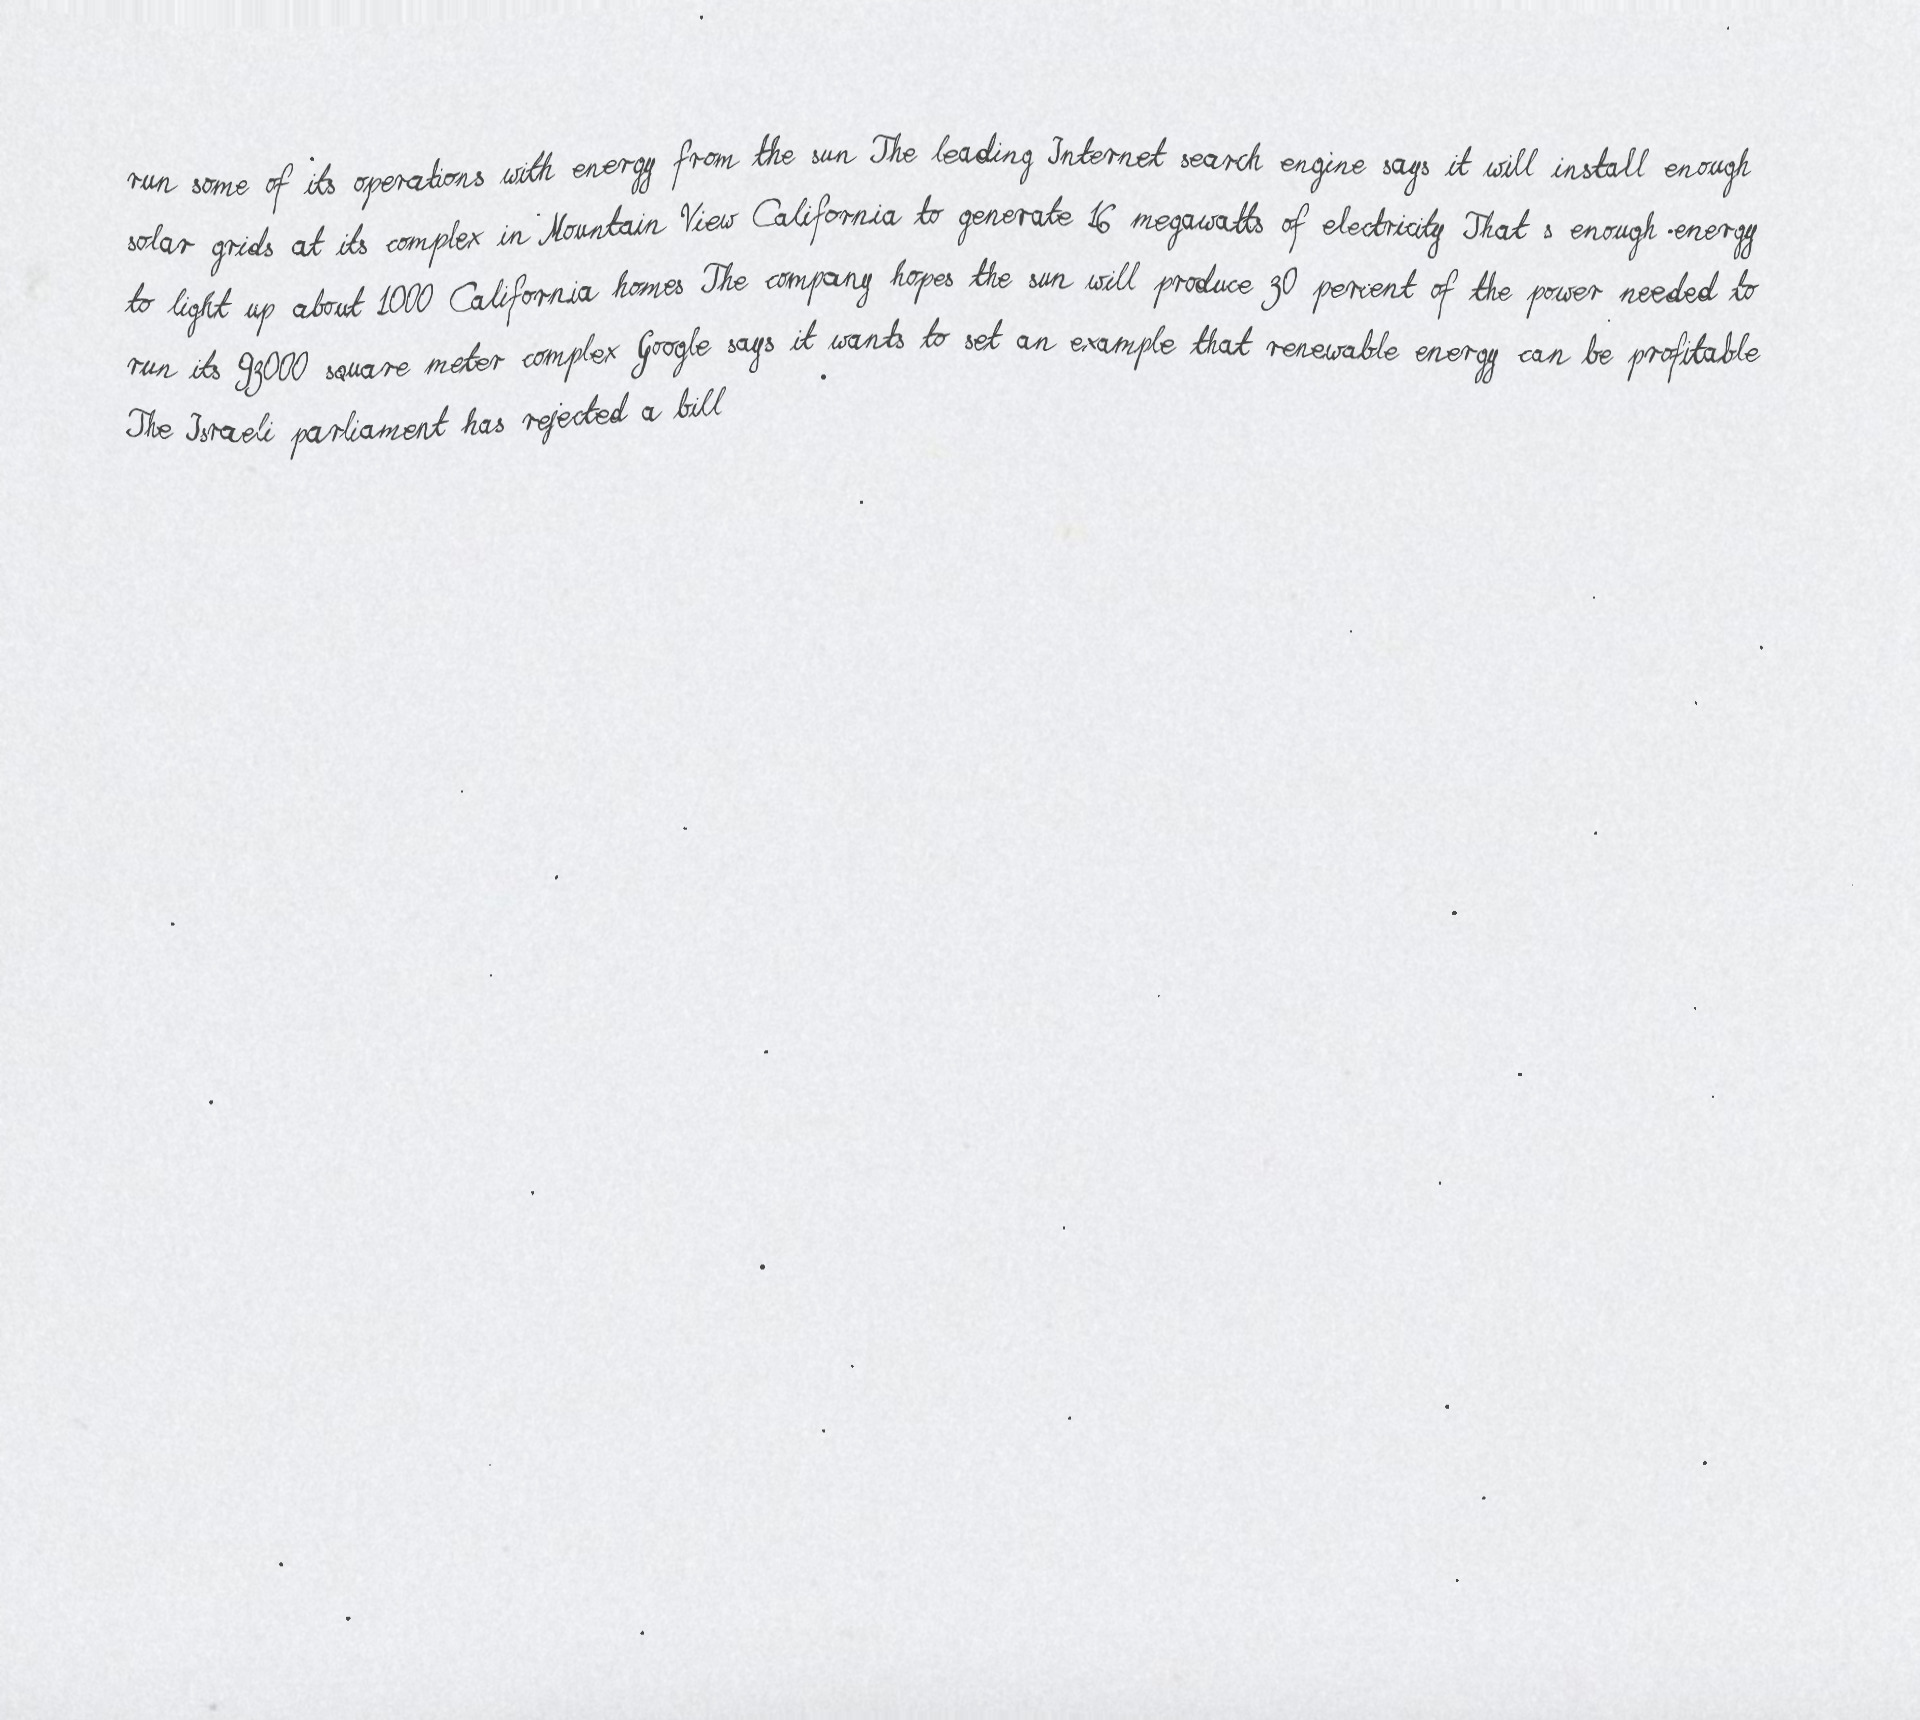 run some of its operations with energy from the sun The leading Internet search engine says it will install enough
solar grids at its complex in Mountain View California to generate 16 megawatts of electricity That s enough energy
to light up about 1000 California homes The company hopes the sun will produce 30 percent of the power needed to
run its 93000 square meter complex Google says it wants to set an example that renewable energy can be profitable
The Israeli parliament has rejected a bill